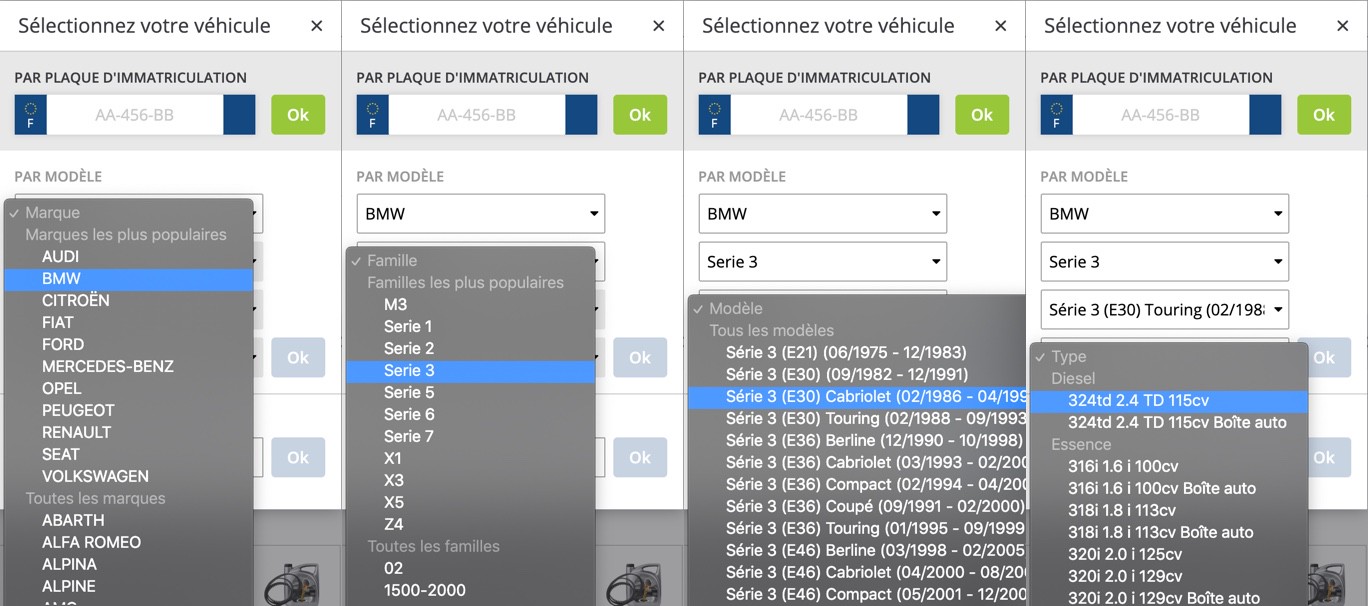 Sélectionnez votre véhicule ×
PAR PLAQUE D'IMMATRICULATION
F AA-456-BB Ok
PAR MODÈLE
✓ Marque
Marques les plus populaires
AUDI
BMW
CITROËN
FIAT
FORD
MERCEDES-BENZ
OPEL
PEUGEOT
RENAULT
SEAT
VOLKSWAGEN
Toutes les marques
ABARTH
ALFA ROMEO
ALPINA
ALPINE
Ok
Ok
Sélectionnez votre véhicule ×
PAR PLAQUE D'IMMATRICULATION
F AA-456-BB Ok
PAR MODÈLE
BMW
✓ Famille
Familles les plus populaires
M3
Serie 1
Serie 2
Serie 3
Serie 5
Serie 6
Serie 7
X1
X3
X5
Z4
Toutes les familles
02
1500-2000
Ok
Ok
Sélectionnez votre véhicule ×
PAR PLAQUE D'IMMATRICULATION
F AA-456-BB Ok
PAR MODÈLE
BMW
Serie 3
✓ Modèle
Tous les modèles
Série 3 (E21) (06/1975 - 12/1983)
Série 3 (E30) (09/1982 - 12/1991)
Série 3 (E30) Cabriolet (02/1986 - 04/199
Série 3 (E30) Touring (02/1988 - 09/1993
Série 3 (E36) Berline (12/1990 - 10/1998)
Série 3 (E36) Cabriolet (03/1993 - 02/200
Série 3 (E36) Compact (02/1994 - 04/200
Série 3 (E36) Coupé (09/1991 - 02/2000)
Série 3 (E36) Touring (01/1995 - 09/1999
Série 3 (E46) Berline (03/1998 - 02/2005
Série 3 (E46) Cabriolet (04/2000 - 08/20
Série 3 (E46) Compact (05/2001 - 12/200
Sélectionnez votre véhicule ×
PAR PLAQUE D'IMMATRICULATION
F AA-456-BB Ok
PAR MODÈLE
BMW
Serie 3
Série 3 (E30) Touring (02/198
✓ Type
Diesel
324td 2.4 TD 115cv
324td 2.4 TD 115cv Boîte auto
Essence
316i 1.6 i 100cv
316i 1.6 i 100cv Boîte auto
318i 1.8 i 113cv
318i 1.8 i 113cv Boîte auto
320i 2.0 i 125cv
320i 2.0 i 129cv
320i 2.0 i 129cv Boîte auto
Ok
Ok